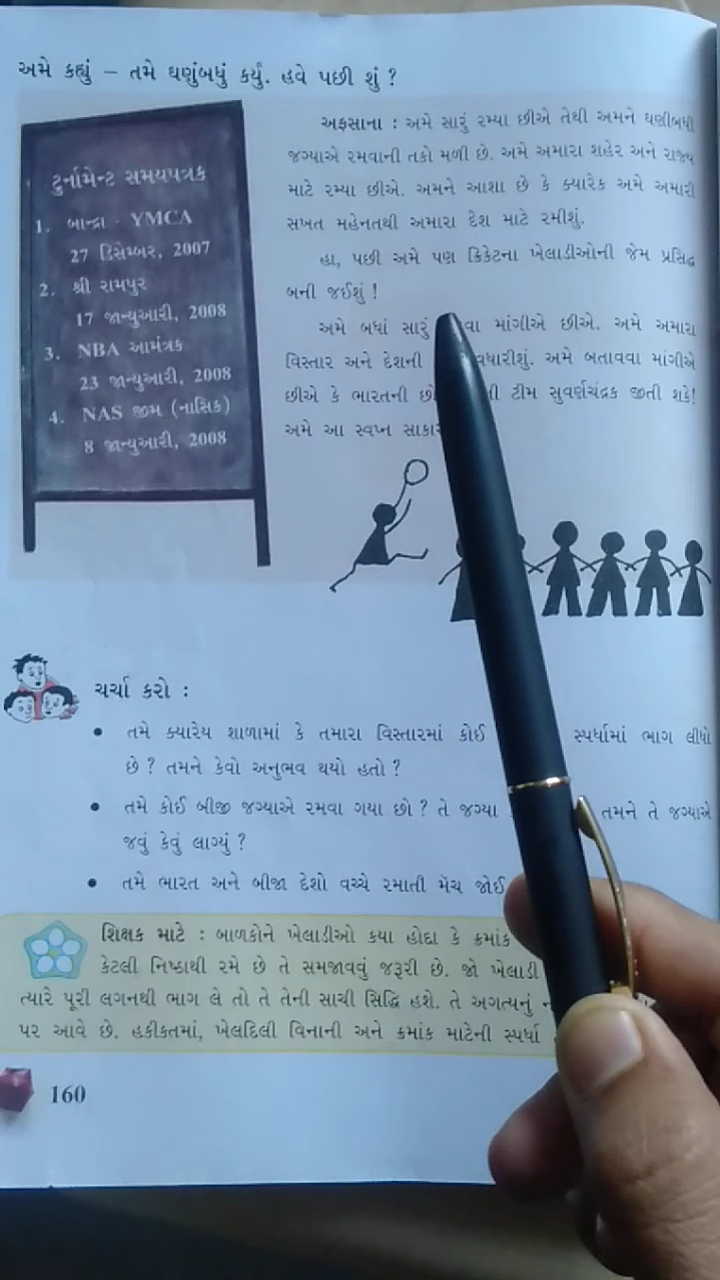 અમે કહ્યું – તમે ઘણુંબધું કર્યું. હવે પછી શું ?
ટુર્નામેન્ટ સમયપત્રક
1. બાન્દ્રા - YMCA
27 ડિસેમ્બર, 2007
2. શ્રી રામપુર
17 જાન્યુઆરી, 2008
3. NBA આમંત્રક
23 જાન્યુઆરી, 2008
4. NAS જીમ (નાસિક)
8 જાન્યુઆરી, 2008
અફસાના : અમે સારું રમ્યા છીએ તેથી અમને ઘણીબધી
જગ્યાએ રમવાની તકો મળી છે. અમે અમારા શહેર અને રાજ્ય
માટે રમ્યા છીએ. અમને આશા છે કે ક્યારેક અમે અમારી
સખત મહેનતથી અમારા દેશ માટે રમીશું.
હા, પછી અમે પણ ક્રિકેટના ખેલાડીઓની જેમ પ્રસિદ્ધ
બની જઈશું !
અમે બધાં સારું માંગીએ છીએ. અમે અમારા
વિસ્તાર અને દેશની વધારીશું. અમે બતાવવા માંગીએ
છીએ કે ભારતની ટીમ સુવર્ણચંદ્રક જીતી શકે!
અમે આ સ્વપ્ન
ચર્ચા કરો :
• તમે ક્યારેય શાળામાં કે તમારા વિસ્તારમાં કોઈ સ્પર્ધામાં ભાગ લીધો
છે ? તમને કેવો અનુભવ થયો હતો ?
• તમે કોઈ બીજી જગ્યાએ રમવા ગયા છો ? તે જગ્યા તમને તે જગ્યાએ
જવું કેવું લાગ્યું ?
• તમે ભારત અને બીજા દેશો વચ્ચે રમાતી મૅચ જોઈ
શિક્ષક માટે : બાળકોને ખેલાડીઓ કયા હોદ્દા કે ક્રમાંક
કેટલી નિષ્ઠાથી રમે છે તે સમજાવવું જરૂરી છે. જો ખેલાડી
ત્યારે પૂરી લગનથી ભાગ લે તો તે તેની સાચી સિદ્ધિ હશે. તે અગત્યનું
પર આવે છે. હકીકતમાં, ખેલદિલી વિનાની અને ક્રમાંક માટેની સ્પર્ધા
160